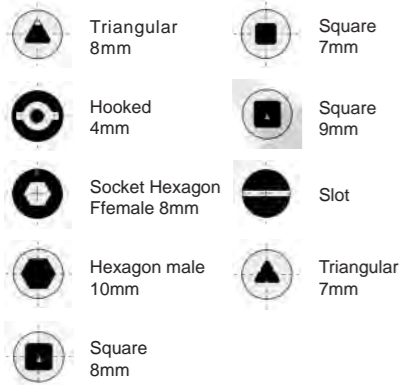 Triangular
8mm
Hooked
4mm
Socket Hexagon
Ffemale 8mm
Hexagon male
10mm
Square
8mm
Square
7mm
Square
9mm
Slot
Triangular
7mm